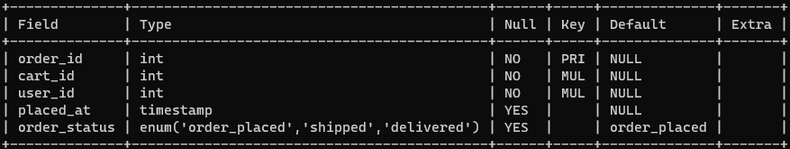 +--------------+--------------------------------------------+------+-----+--------------+-------+
| Field        | Type                                       | Null | Key | Default      | Extra |
+--------------+--------------------------------------------+------+-----+--------------+-------+
| order_id     | int                                        | NO   | PRI | NULL         |       |
| cart_id      | int                                        | NO   | MUL | NULL         |       |
| user_id      | int                                        | NO   | MUL | NULL         |       |
| placed_at    | timestamp                                  | YES  |     | NULL         |       |
| order_status | enum('order_placed','shipped','delivered') | YES  |     | order_placed |       |
+--------------+--------------------------------------------+------+-----+--------------+-------+